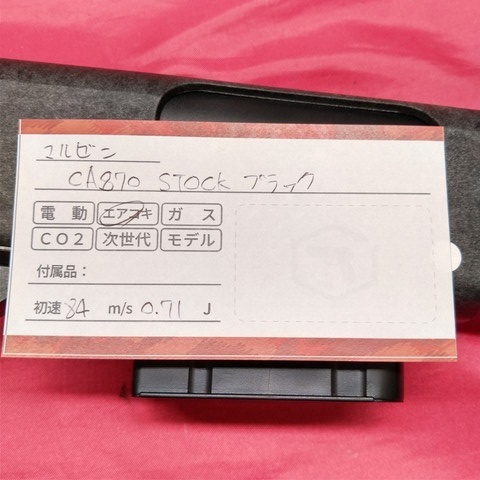 マルゼン
CA870 STOCK ブラック
電動 エアコキ ガス
CO2 次世代 モデル
付属品：
初速 84 m/s 0.71 J